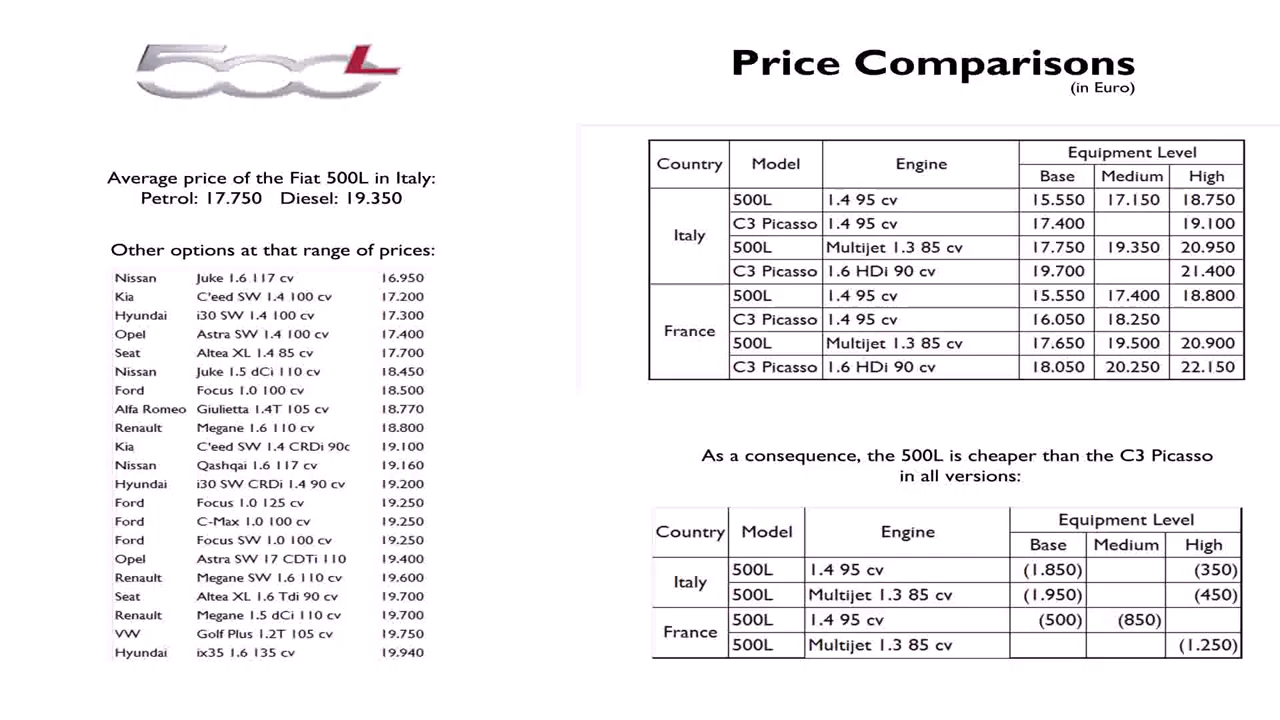 500L
Price Comparisons
(in Euro)
Average price of the Fiat 500L in Italy:
Petrol: 17.750 Diesel: 19.350
Other options at that range of prices:
Nissan Juke 1.6 117 cv 16.950
Kia C'eed SW 1.4 100 cv 17.200
Hyundai i30 SW 1.4 100 cv 17.300
Opel Astra SW 1.4 100 cv 17.400
Seat Altea XL 1.4 85 cv 17.700
Nissan Juke 1.5 dCi 110 cv 18.450
Ford Focus 1.0 100 cv 18.500
Alfa Romeo Giulietta 1.4T 105 cv 18.770
Renault Megane 1.6 110 cv 18.800
Kia C'eed SW 1.4 CRDi 90c 19.100
Nissan Qashqai 1.6 117 cv 19.160
Hyundai i30 SW CRDi 1.4 90 cv 19.200
Ford Focus 1.0 125 cv 19.250
Ford C-Max 1.0 100 cv 19.250
Ford Focus SW 1.0 100 cv 19.250
Opel Astra SW 17 CDTi 110 19.400
Renault Megane SW 1.6 110 cv 19.600
Seat Altea XL 1.6 Tdi 90 cv 19.700
Renault Megane 1.5 dCi 110 cv 19.700
VW Golf Plus 1.2T 105 cv 19.750
Hyundai ix35 1.6 135 cv 19.940
Country Model Engine Equipment Level
Base Medium High
Italy
500L 1.4 95 cv 15.550 17.150 18.750
C3 Picasso 1.4 95 cv 17.400 19.100
500L Multijet 1.3 85 cv 17.750 19.350 20.950
C3 Picasso 1.6 HDi 90 cv 19.700 21.400
France
500L 1.4 95 cv 15.550 17.400 18.800
C3 Picasso 1.4 95 cv 16.050 18.250
500L Multijet 1.3 85 cv 17.650 19.500 20.900
C3 Picasso 1.6 HDi 90 cv 18.050 20.250 22.150
As a consequence, the 500L is cheaper than the C3 Picasso
in all versions:
Country Model Engine Equipment Level
Base Medium High
Italy
500L 1.4 95 cv (1.850) (350)
500L Multijet 1.3 85 cv (1.950) (450)
France
500L 1.4 95 cv (500) (850)
500L Multijet 1.3 85 cv (1.250)